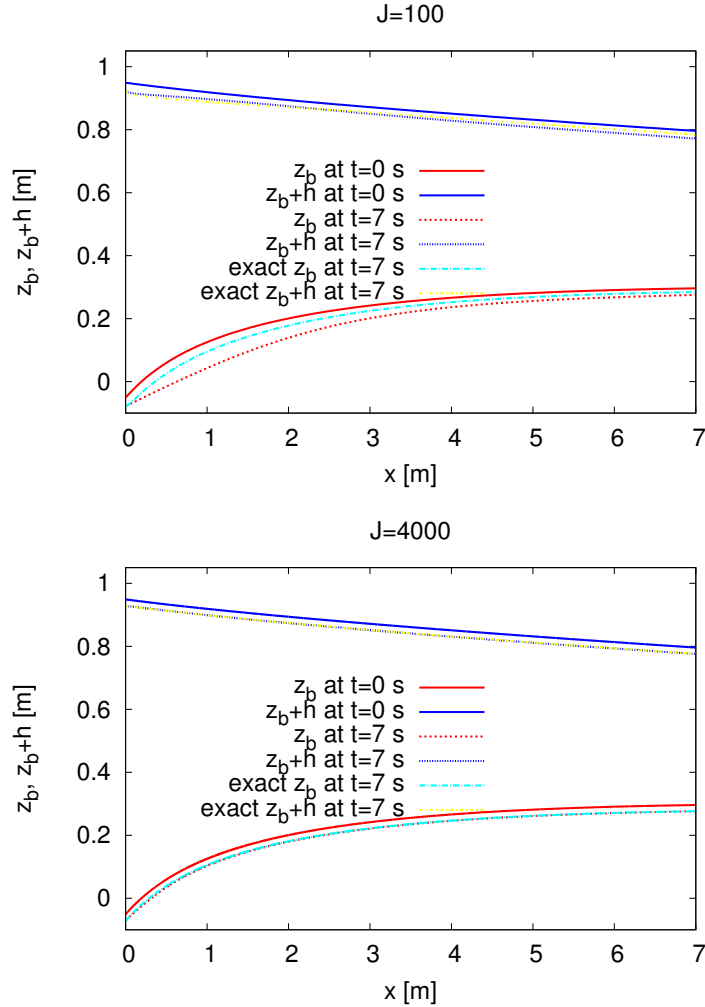 J=100
z_b, z_b+h [m]
1
0.8
0.6
0.4
0.2
0
z_b at t=0 s
z_b+h at t=0 s
z_b at t=7 s
z_b+h at t=7 s
exact z_b at t=7 s
exact z_b+h at t=7 s
0 1 2 3 4 5 6 7
x [m]
J=4000
z_b, z_b+h [m]
1
0.8
0.6
0.4
0.2
0
z_b at t=0 s
z_b+h at t=0 s
z_b at t=7 s
z_b+h at t=7 s
exact z_b at t=7 s
exact z_b+h at t=7 s
0 1 2 3 4 5 6 7
x [m]